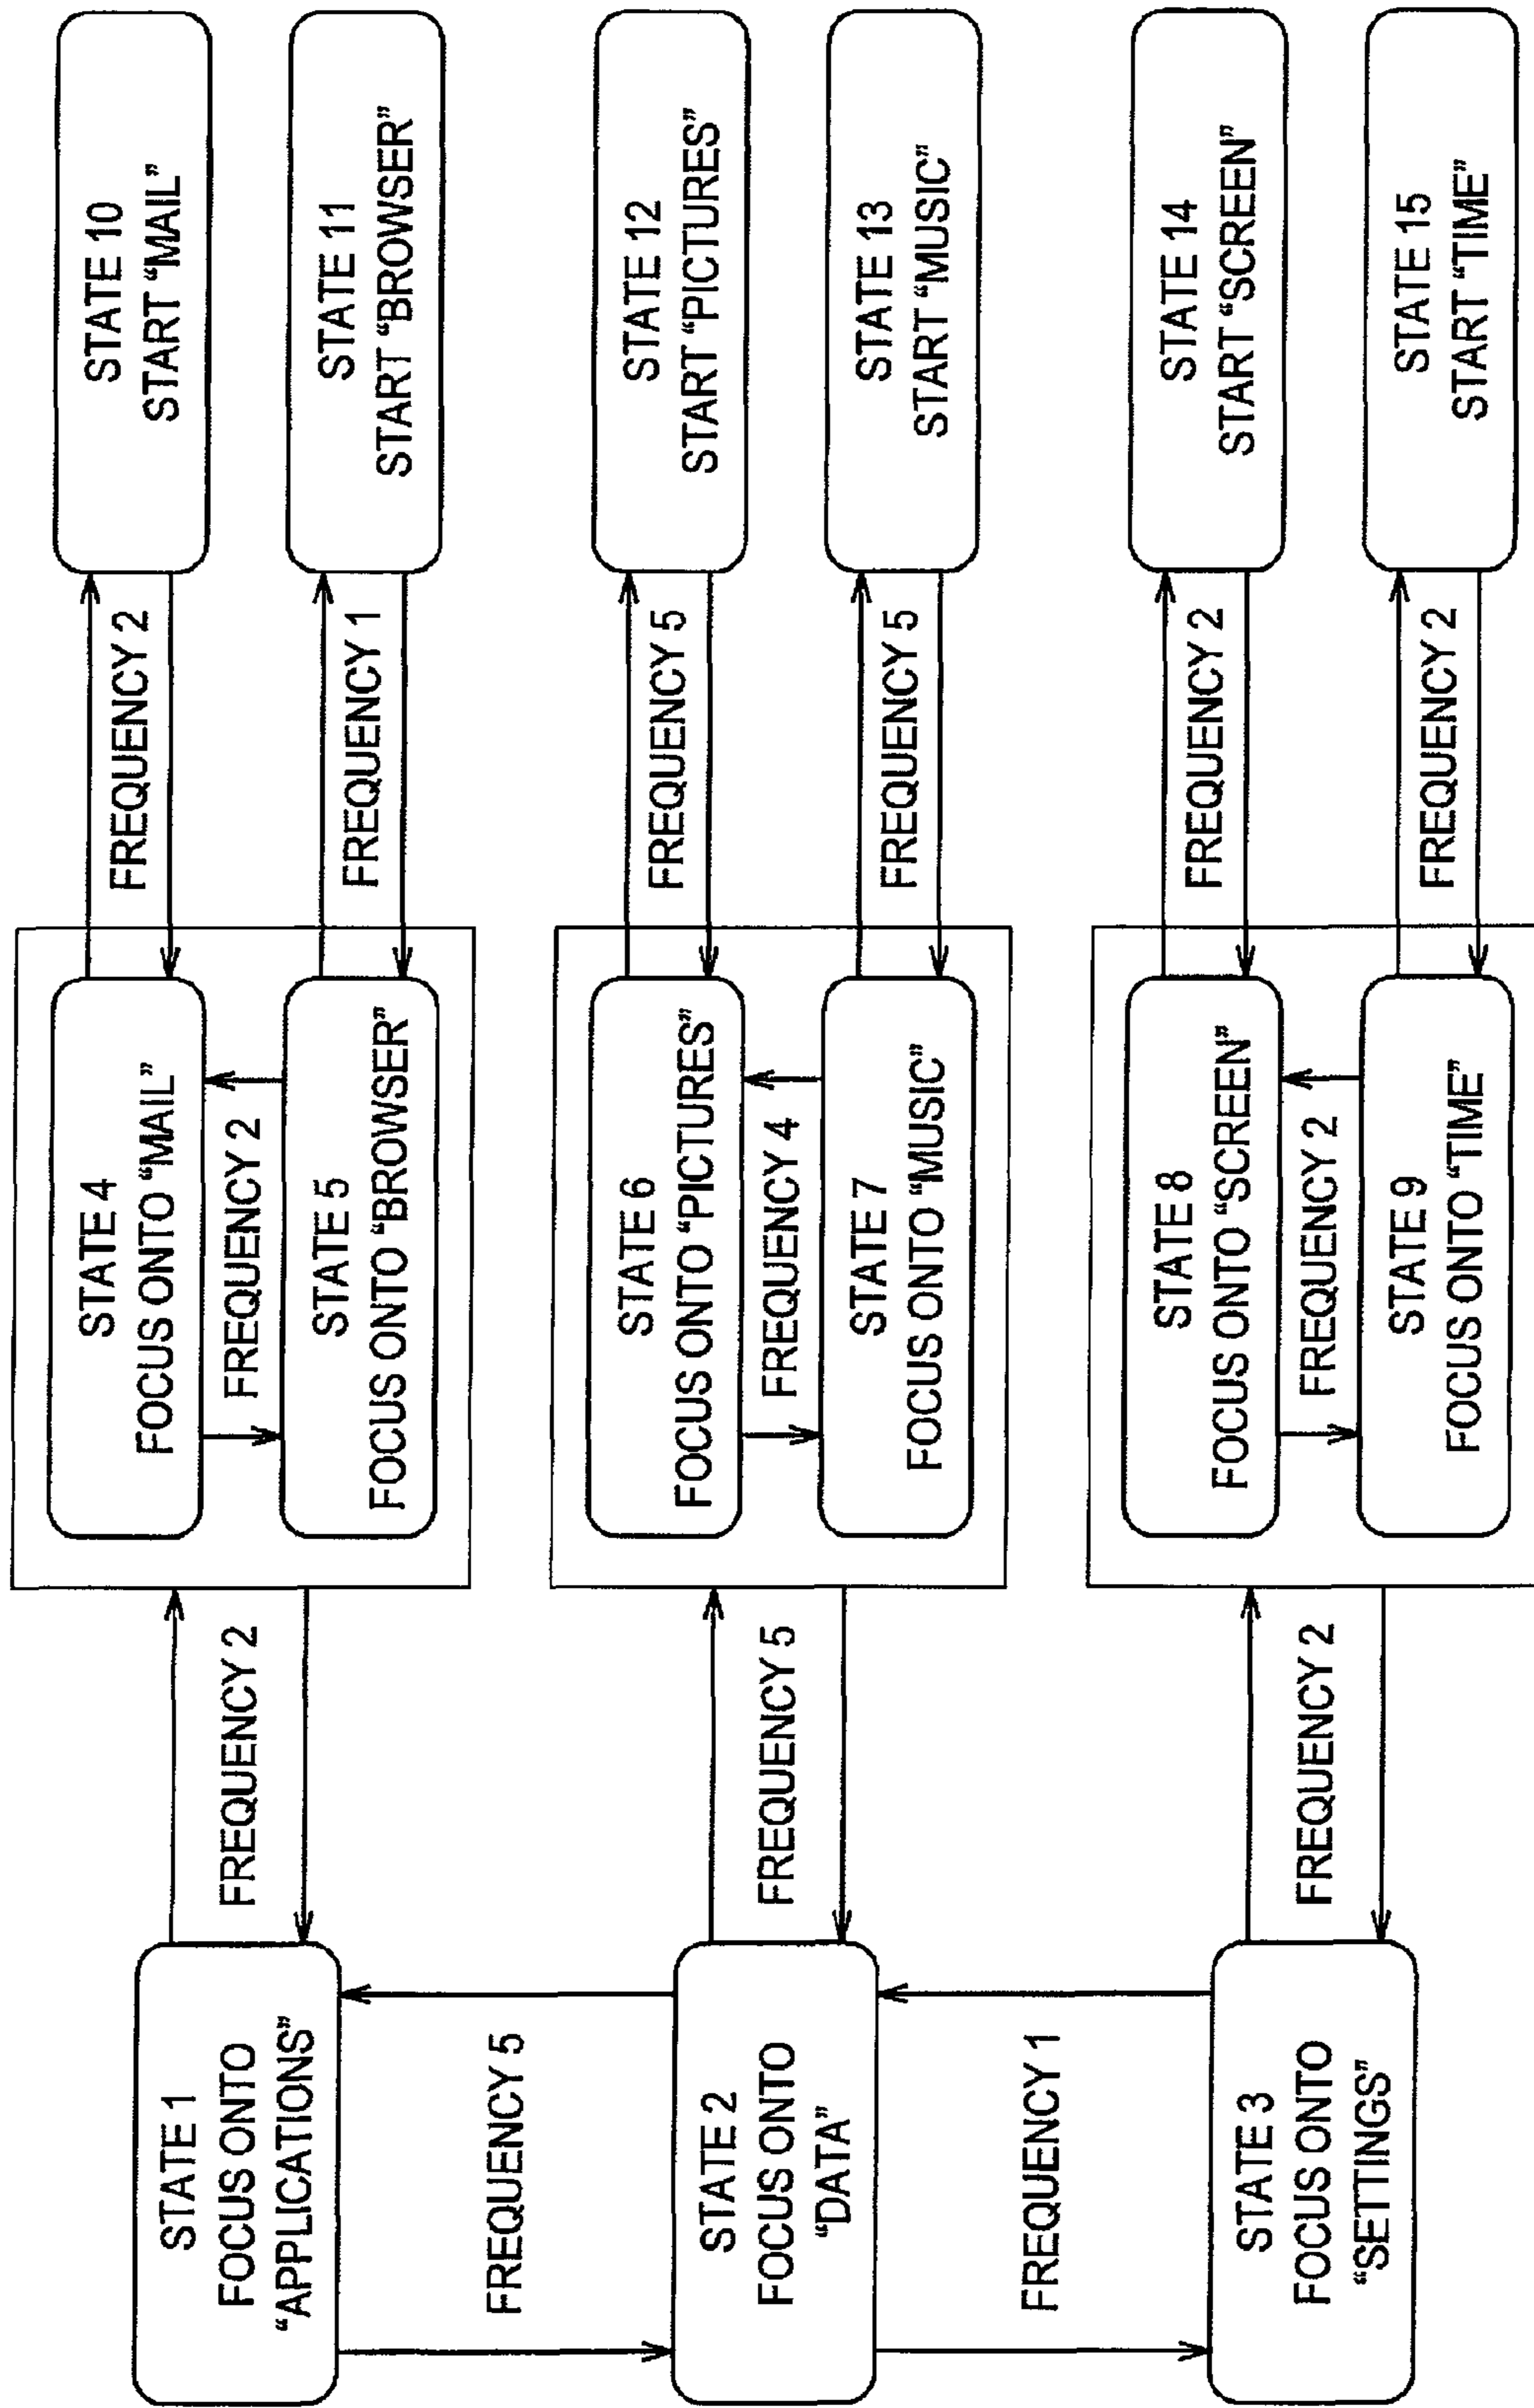 STATE 1
FOCUS ONTO
“APPLICATIONS”
FREQUENCY 5
STATE 2
FOCUS ONTO
“DATA”
FREQUENCY 1
STATE 3
FOCUS ONTO
“SETTINGS”
FREQUENCY 2
FREQUENCY 5
FREQUENCY 2
STATE 4
FOCUS ONTO “MAIL”
FREQUENCY 2
STATE 5
FOCUS ONTO “BROWSER”
STATE 6
FOCUS ONTO “PICTURES”
FREQUENCY 4
STATE 7
FOCUS ONTO “MUSIC”
STATE 8
FOCUS ONTO “SCREEN”
FREQUENCY 2
STATE 9
FOCUS ONTO “TIME”
FREQUENCY 2
FREQUENCY 1
FREQUENCY 5
FREQUENCY 5
FREQUENCY 2
FREQUENCY 2
STATE 10
START “MAIL”
STATE 11
START “BROWSER”
STATE 12
START “PICTURES”
STATE 13
START “MUSIC”
STATE 14
START “SCREEN”
STATE 15
START “TIME”